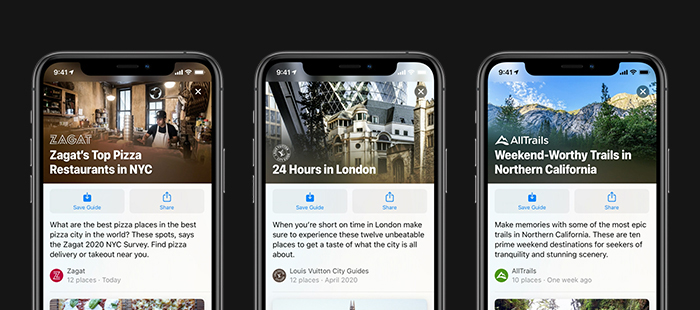 9:41
ZAGAT
Zagat's Top Pizza
Restaurants in NYC
Save Guide
Share
What are the best pizza places in the best
pizza city in the world? These spots, says
the Zagat 2020 NYC Survey. Find pizza
delivery or takeout near you.
Zagat
12 places · Today
9:41
24 Hours in London
Save Guide
Share
When you're short on time in London make
sure to experience these twelve unbeatable
places to get a taste of what the city is all
about.
Louis Vuitton City Guides
12 places · April 2020
9:41
AllTrails
Weekend-Worthy Trails in
Northern California
Save Guide
Share
Make memories with some of the most epic
trails in Northern California. These are ten
prime weekend destinations for seekers of
tranquility and stunning scenery.
AllTrails
10 places · One week ago